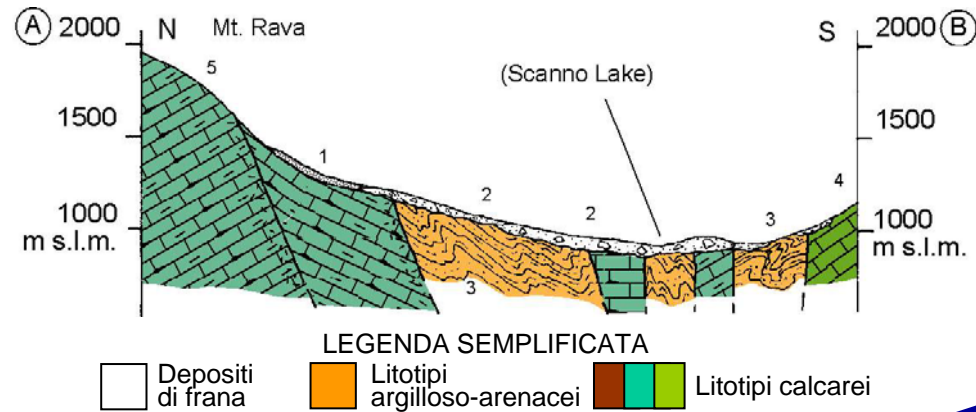 A 2000 N Mt. Rava S 2000 B
5
(Scanno Lake)
1500 1500
1
4
2
2 3
1000 1000
m s.l.m. m s.l.m.
3
LEGENDA SEMPLIFICATA
Depositi
di frana
Litotipi
argilloso-arenacei
Litotipi calcarei